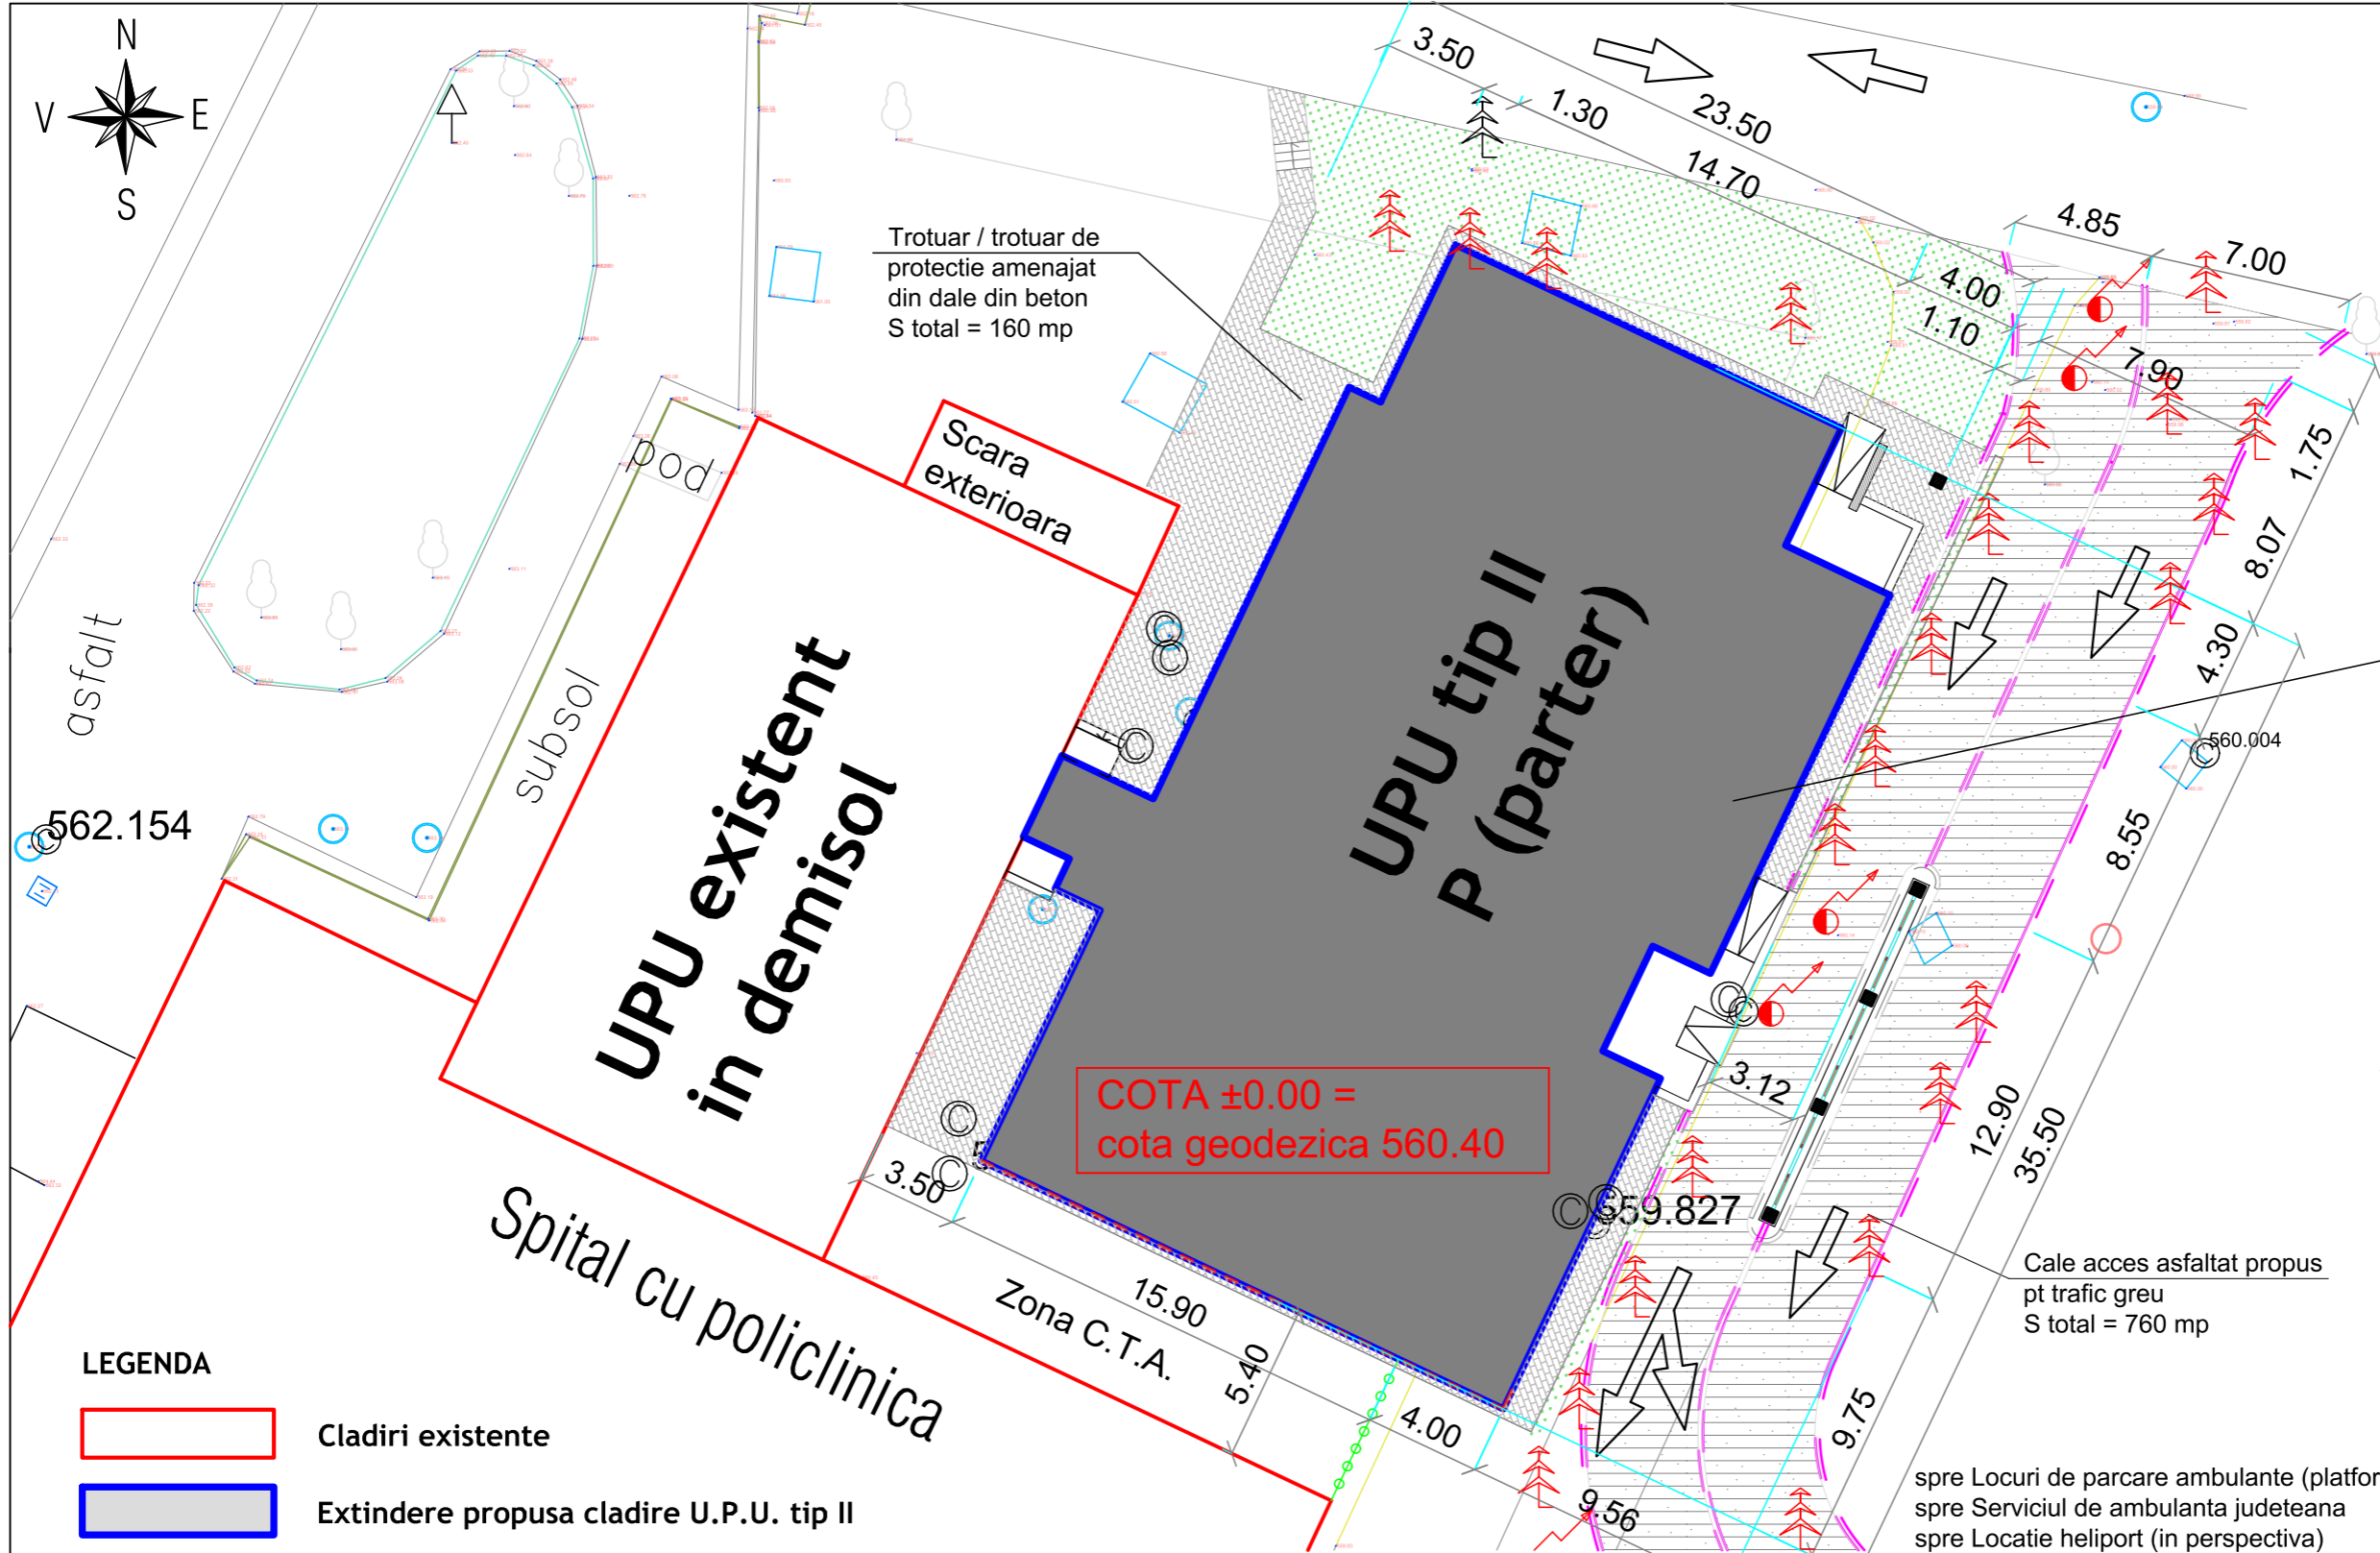 N
V
E
S
3.50
1.30
23.50
14.70
4.85
7.00
4.00
1.10
7.90
1.75
8.07
4.30
560.004
8.55
12.90
35.50
9.75
Trotuar / trotuar de
protectie amenajat
din dale din beton
S total = 160 mp
Scara
exterioara
pod
asfalt
subsol
562.154
UPU existent
in demisol
UPU tip II
P (parter)
COTA ±0.00 =
cota geodezica 560.40
3.12
559.827
3.50
15.90
Zona C.T.A.
5.40
4.00
9.56
Spital cu policlinica
Cale acces asfaltat propus
pt trafic greu
S total = 760 mp
LEGENDA
Cladiri existente
Extindere propusa cladire U.P.U. tip II
spre Locuri de parcare ambulante (platfor
spre Serviciul de ambulanta judeteana
spre Locatie heliport (in perspectiva)